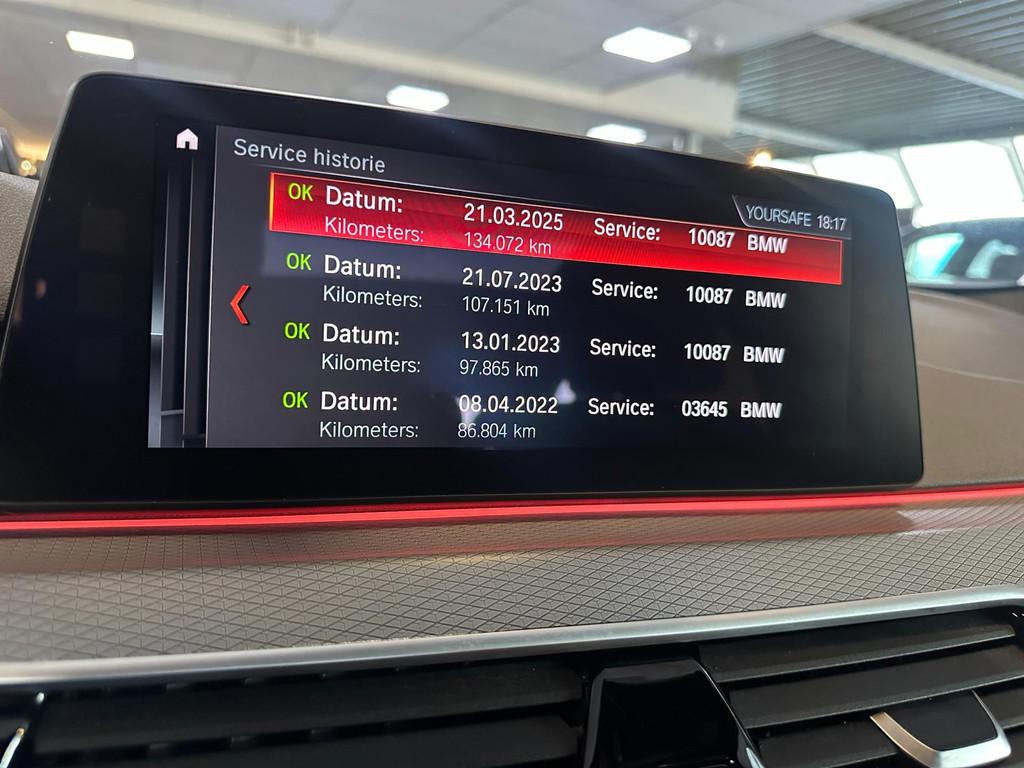 Service historie
YOURSAFE 18:17
OK Datum: 21.03.2025 Service: 10087 BMW
Kilometers: 134.072 km
OK Datum: 21.07.2023 Service: 10087 BMW
Kilometers: 107.151 km
OK Datum: 13.01.2023 Service: 10087 BMW
Kilometers: 97.865 km
OK Datum: 08.04.2022 Service: 03645 BMW
Kilometers: 86.804 km